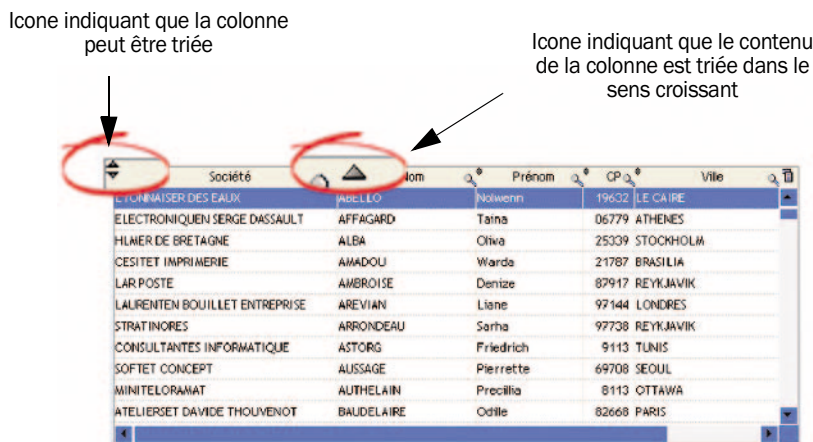 Icone indiquant que la colonne
peut être triée
Icone indiquant que le contenu
de la colonne est triée dans le
sens croissant
Société Nom Prénom CP Ville
LYONNAISER DES EAUX ABELLO Nolwenn 19632 LE CAIRE
ELECTRONIQUEN SERGE DASSAULT AFFAGARD Taina 06779 ATHENES
HLMER DE BRETAGNE ALBA Oliva 25339 STOCKHOLM
CESITET IMPRIMERIE AMADOU Warda 21787 BRASILIA
LAR POSTE AMBROISE Denize 87917 REYKJAVIK
LAURENTEN BOUILLET ENTREPRISE AREVIAN Liane 97144 LONDRES
STRATINORES ARRONDEAU Sarha 97738 REYKJAVIK
CONSULTANTES INFORMATIQUE ASTORG Friedrich 9113 TUNIS
SOFTET CONCEPT AUSSAGE Pierrette 69708 SEOUL
MINITELORAMAT AUTHELAIN Precillia 8113 OTTAWA
ATELIERSET DAVIDE THOUVENOT BAUDELAIRE Odille 82668 PARIS